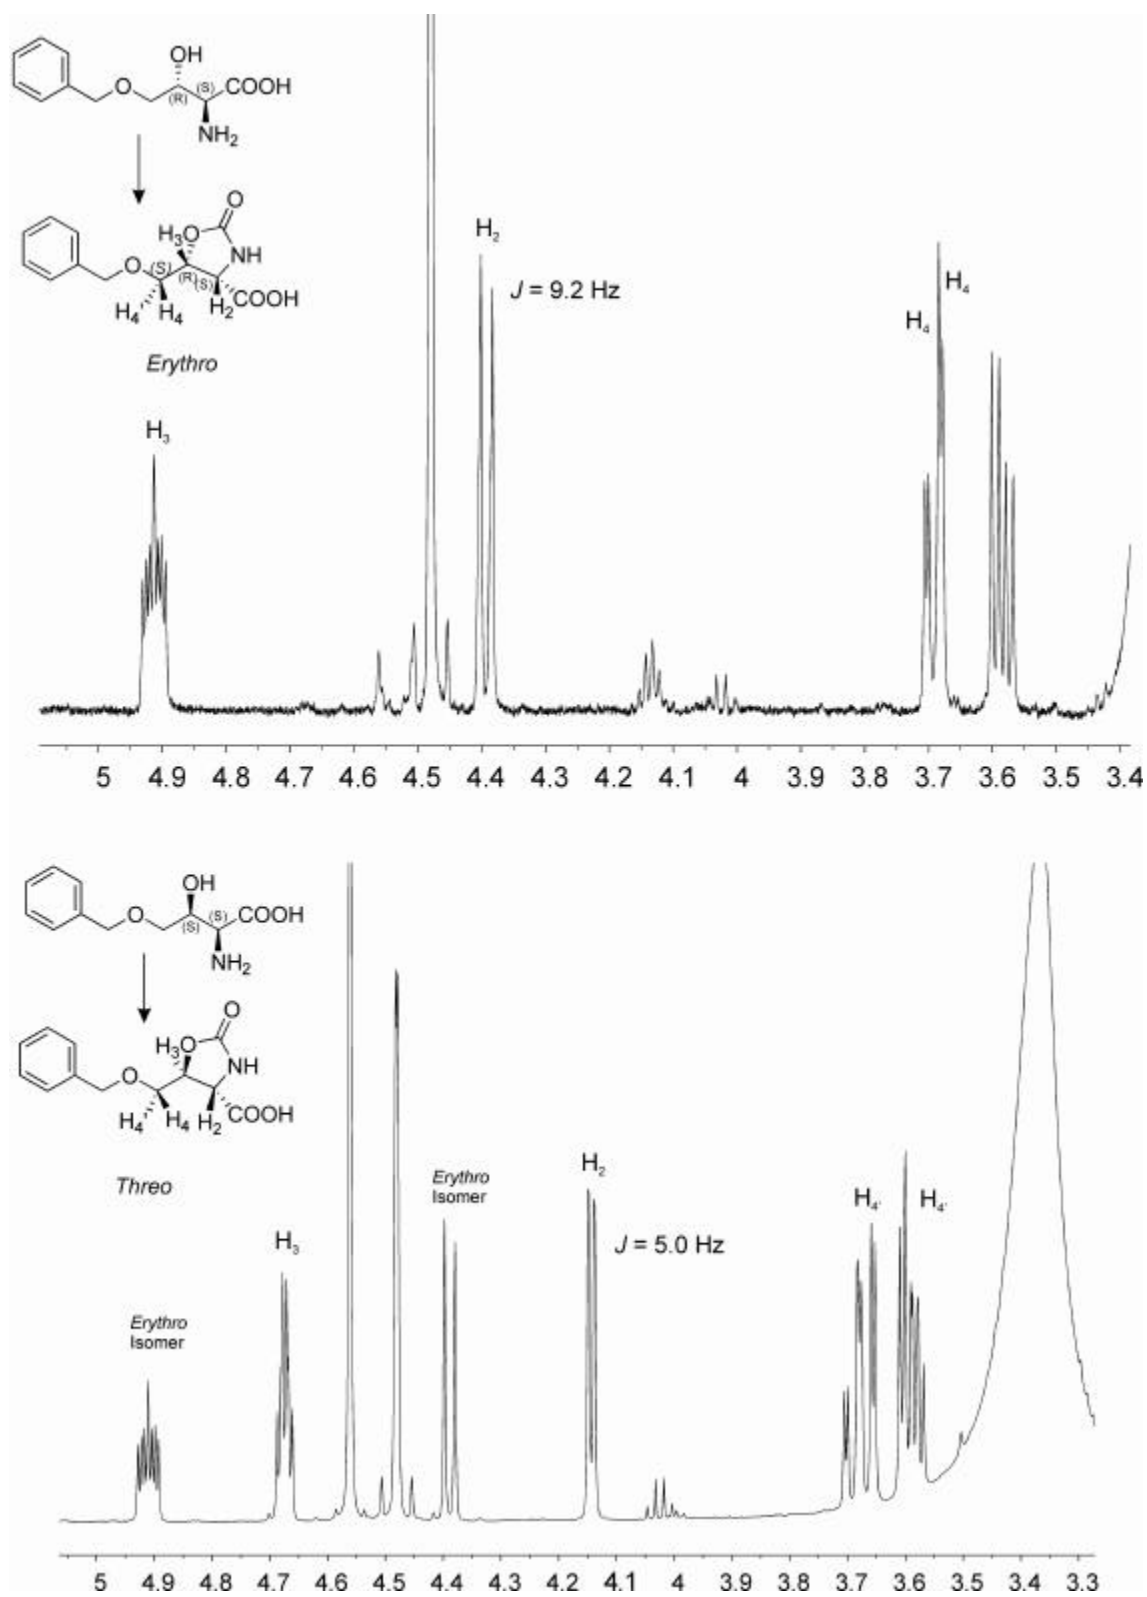 OH
O
(R)
(S)
COOH
NH₂
O
H₃
O
NH
O
(S)
(R)
(S)
COOH
H₄
H₄
H₂
Erythro
H₃
H₂
J = 9.2 Hz
H₄
H₄
5 4.9 4.8 4.7 4.6 4.5 4.4 4.3 4.2 4.1 4 3.9 3.8 3.7 3.6 3.5 3.4
OH
O
(S)
(S)
COOH
NH₂
O
H₃
O
NH
O
COOH
H₄
H₄
H₂
Threo
Erythro
Isomer
H₃
Erythro
Isomer
H₂
J = 5.0 Hz
H₄'
H₄'
5 4.9 4.8 4.7 4.6 4.5 4.4 4.3 4.2 4.1 4 3.9 3.8 3.7 3.6 3.5 3.4 3.3